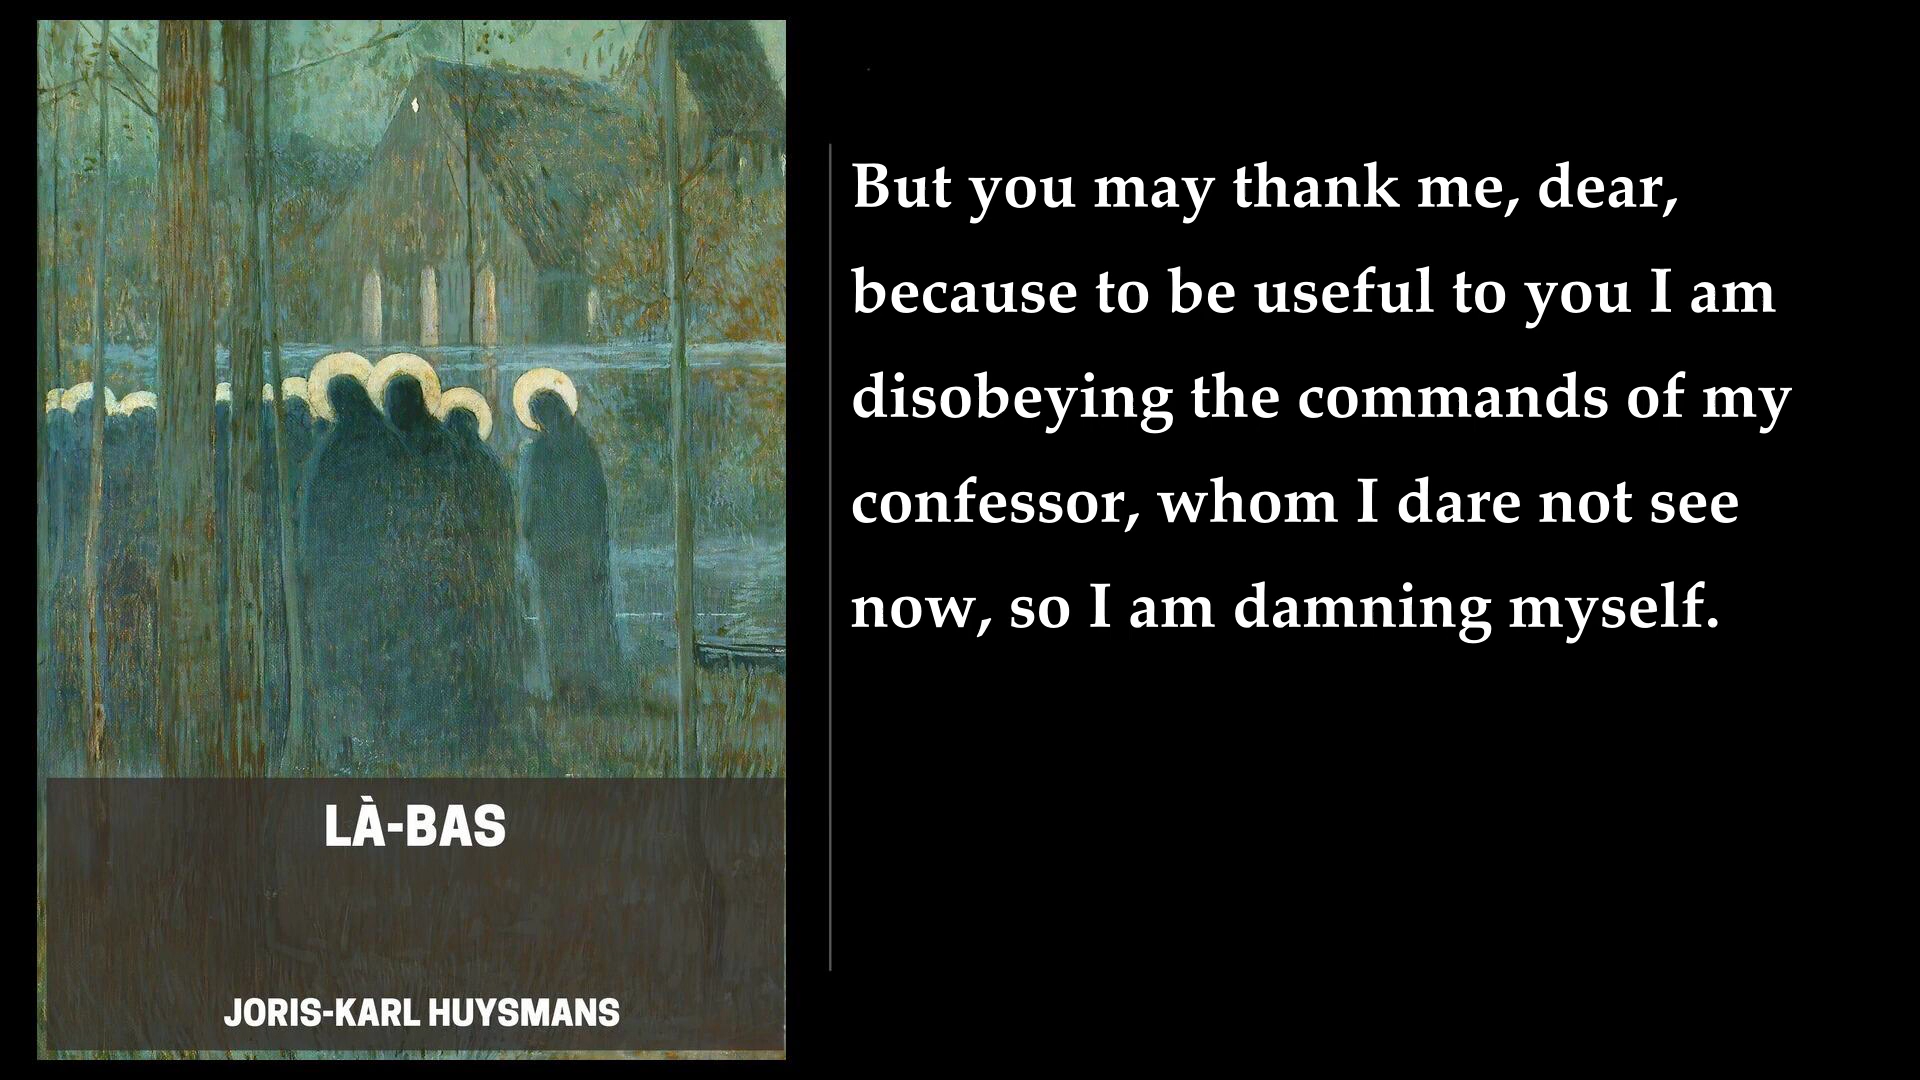 LÀ-BAS
JORIS-KARL HUYSMANS
But you may thank me, dear,
because to be useful to you I am
disobeying the commands of my
confessor, whom I dare not see
now, so I am damning myself.